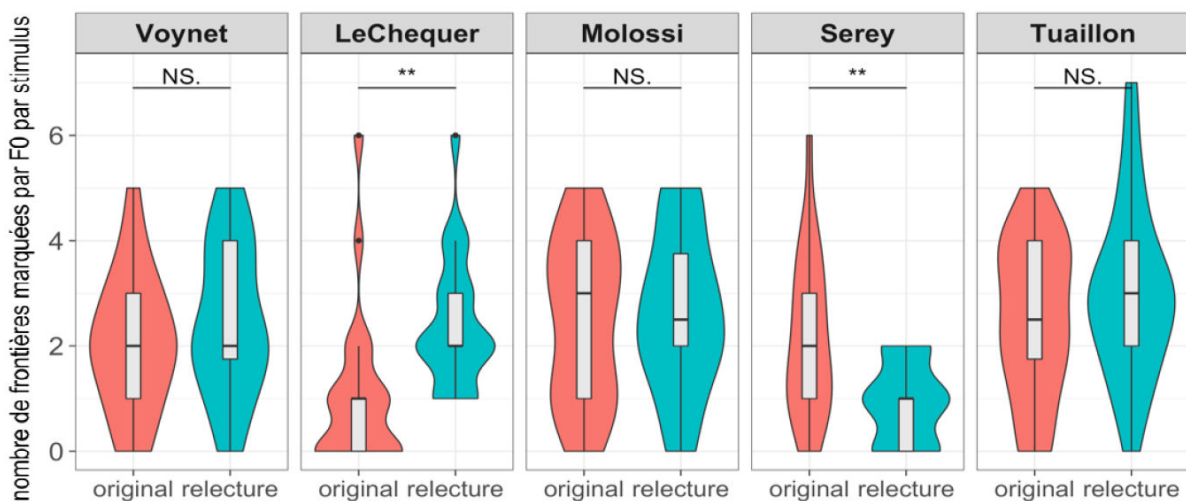 nombre de frontières marquées par F0 par stimulus
Voynet LeChequer Molossi Serey Tuaillon
NS. ** NS. ** NS.
6
4
2
0
original relecture original relecture original relecture original relecture original relecture